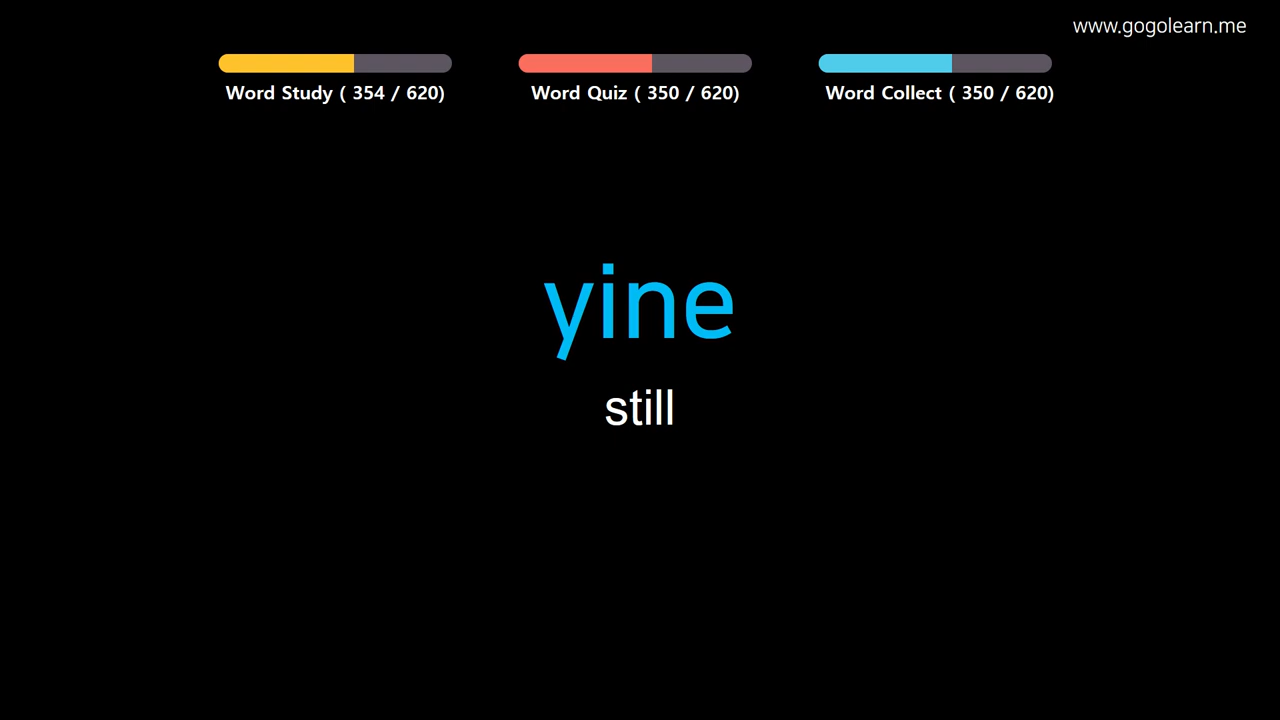 www.gogolearn.me
Word Study ( 354 / 620)
Word Quiz ( 350 / 620)
Word Collect ( 350 / 620)
yine
still